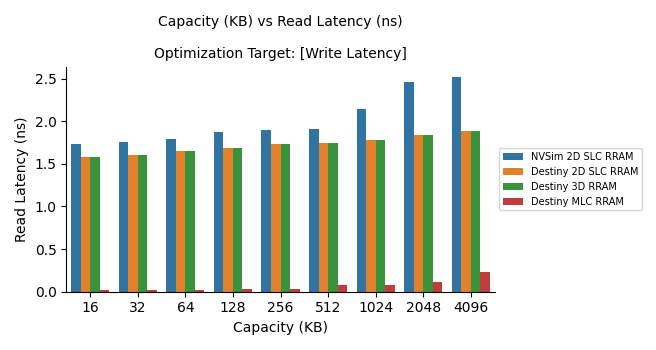 Capacity (KB) vs Read Latency (ns)
Optimization Target: [Write Latency]
Read Latency (ns)
2.5
2.0
1.5
1.0
0.5
0.0
16 32 64 128 256 512 1024 2048 4096
Capacity (KB)
NVSim 2D SLC RRAM
Destiny 2D SLC RRAM
Destiny 3D RRAM
Destiny MLC RRAM